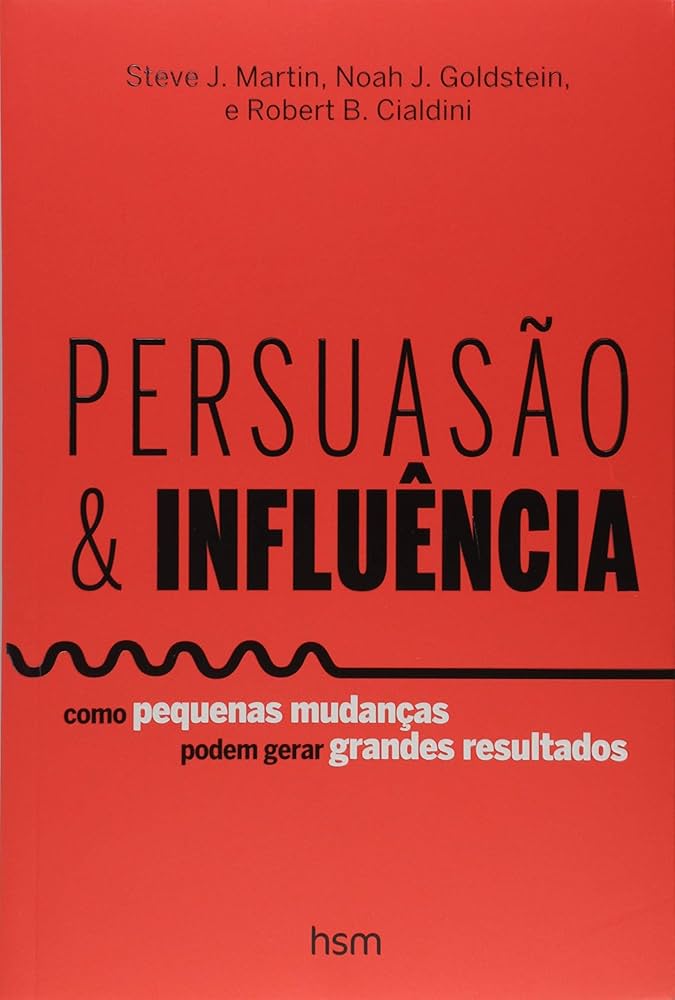 Steve J. Martin, Noah J. Goldstein,
e Robert B. Cialdini
PERSUASÃO
& INFLUÊNCIA
como pequenas mudanças
podem gerar grandes resultados
hsm